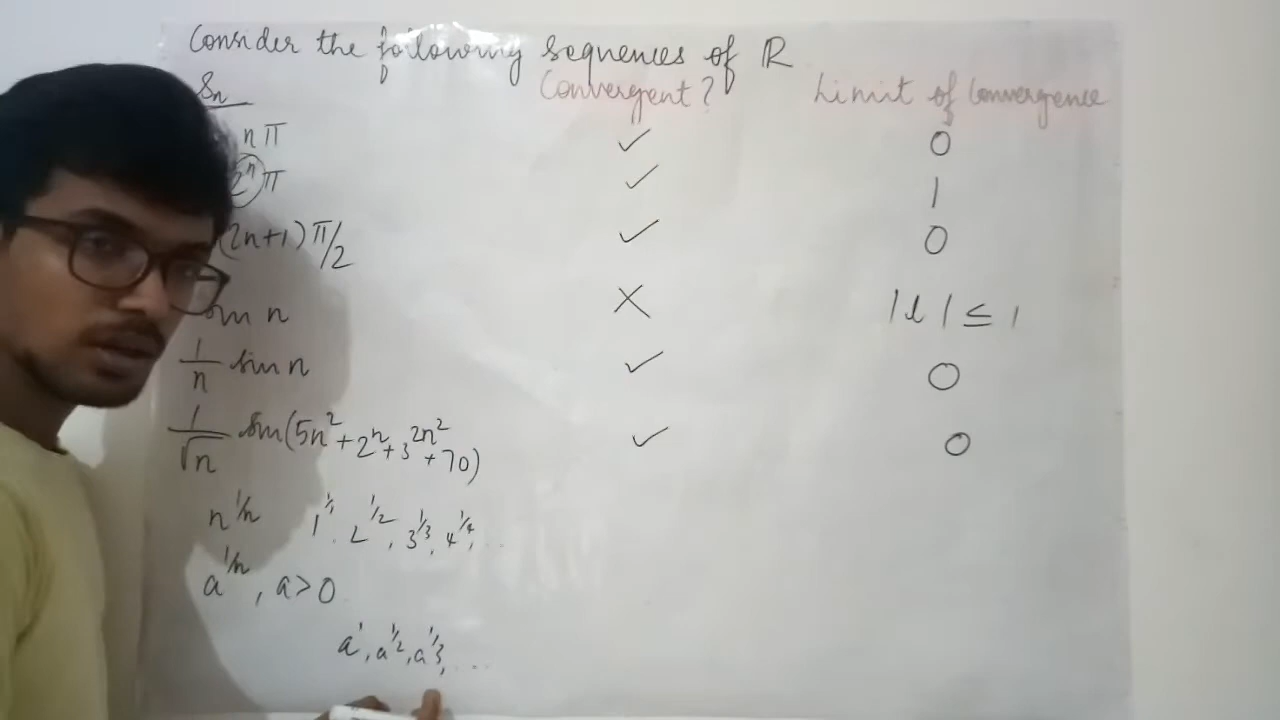 Consider the following sequences of ℝ
Sn Convergent? Limit of Convergence
nπ ✓ 0
2ⁿπ ✓ 1
(2n+1)π/2 ✓ 0
sin n ✗ |l| ≤ 1
1/n sin n ✓ 0
1/√n sin(5n²+2ⁿ+3^(2n²)+70) ✓ 0
n^(1/n) 1^(1/1), 2^(1/2), 3^(1/3), 4^(1/4), ...
a^(1/n), a>0
a¹, a^(1/2), a^(1/3), ...